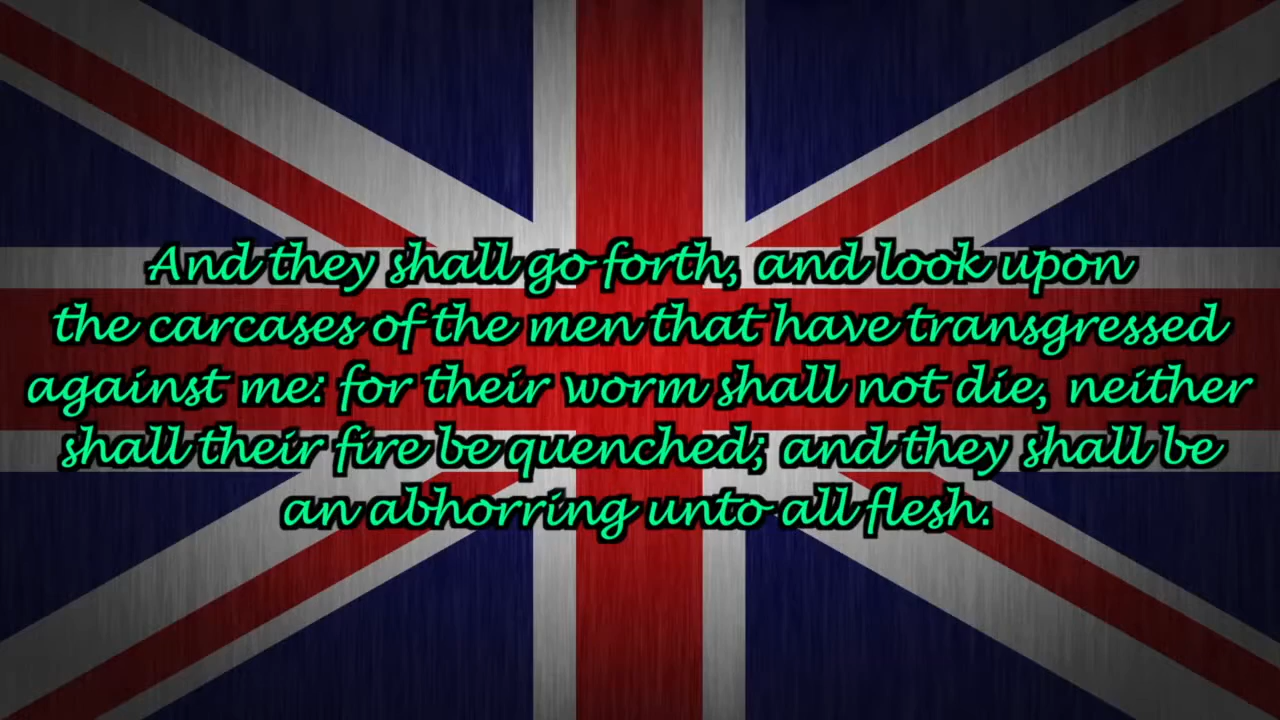 And they shall go forth, and look upon
the carcases of the men that have transgressed
against me: for their worm shall not die, neither
shall their fire be quenched; and they shall be
an abhorring unto all flesh.